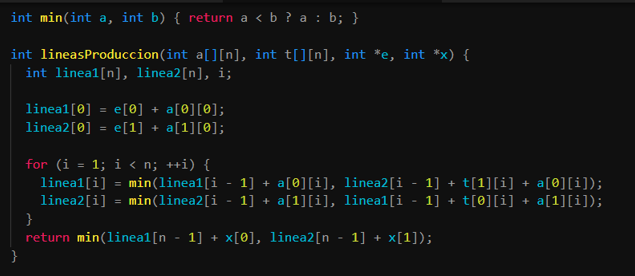 int min(int a, int b) { return a < b ? a : b; }
int lineasProduccion(int a[][n], int t[][n], int *e, int *x) {
int linea1[n], linea2[n], i;
linea1[0] = e[0] + a[0][0];
linea2[0] = e[1] + a[1][0];
for (i = 1; i < n; ++i) {
linea1[i] = min(linea1[i - 1] + a[0][i], linea2[i - 1] + t[1][i] + a[0][i]);
linea2[i] = min(linea2[i - 1] + a[1][i], linea1[i - 1] + t[0][i] + a[1][i]);
}
return min(linea1[n - 1] + x[0], linea2[n - 1] + x[1]);
}